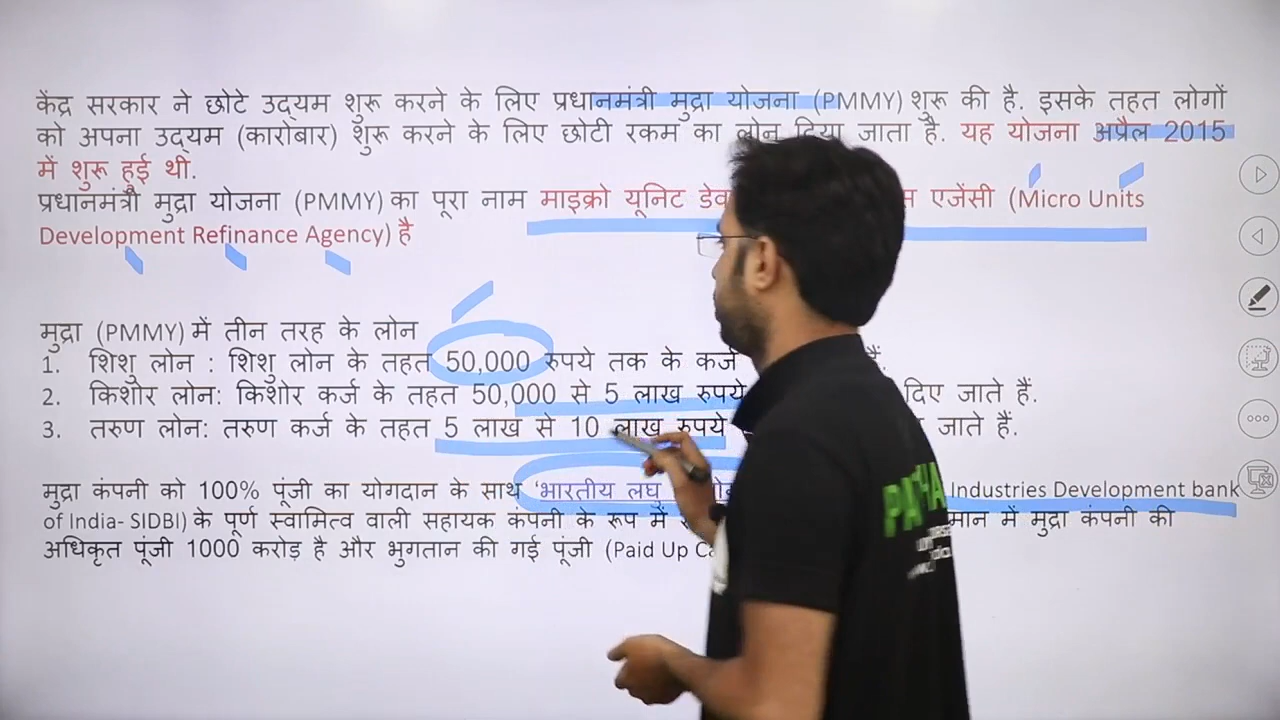 केंद्र सरकार ने छोटे उद्यम शुरू करने के लिए प्रधानमंत्री मुद्रा योजना (PMMY) शुरू की है. इसके तहत लोगों
को अपना उद्यम (कारोबार) शुरू करने के लिए छोटी रकम का लोन दिया जाता है. यह योजना अप्रैल 2015
में शुरू हुई थी.
प्रधानमंत्री मुद्रा योजना (PMMY) का पूरा नाम माइक्रो यूनिट एजेंसी (Micro Units
Development Refinance Agency) है
मुद्रा (PMMY) में तीन तरह के लोन
1. शिशु लोन : शिशु लोन के तहत 50,000 रुपये तक के कर्ज हैं.
2. किशोर लोन: किशोर कर्ज के तहत 50,000 से 5 लाख रुपये दिए जाते हैं.
3. तरुण लोन: तरुण कर्ज के तहत 5 लाख से 10 लाख रुपये जाते हैं.
मुद्रा कंपनी को 100% पूंजी का योगदान के साथ 'भारतीय लघु Industries Development bank
of India- SIDBI) के पूर्ण स्वामित्व वाली सहायक कंपनी के रूप में में मुद्रा कंपनी की
अधिकृत पूंजी 1000 करोड़ है और भुगतान की गई पूंजी (Paid Up